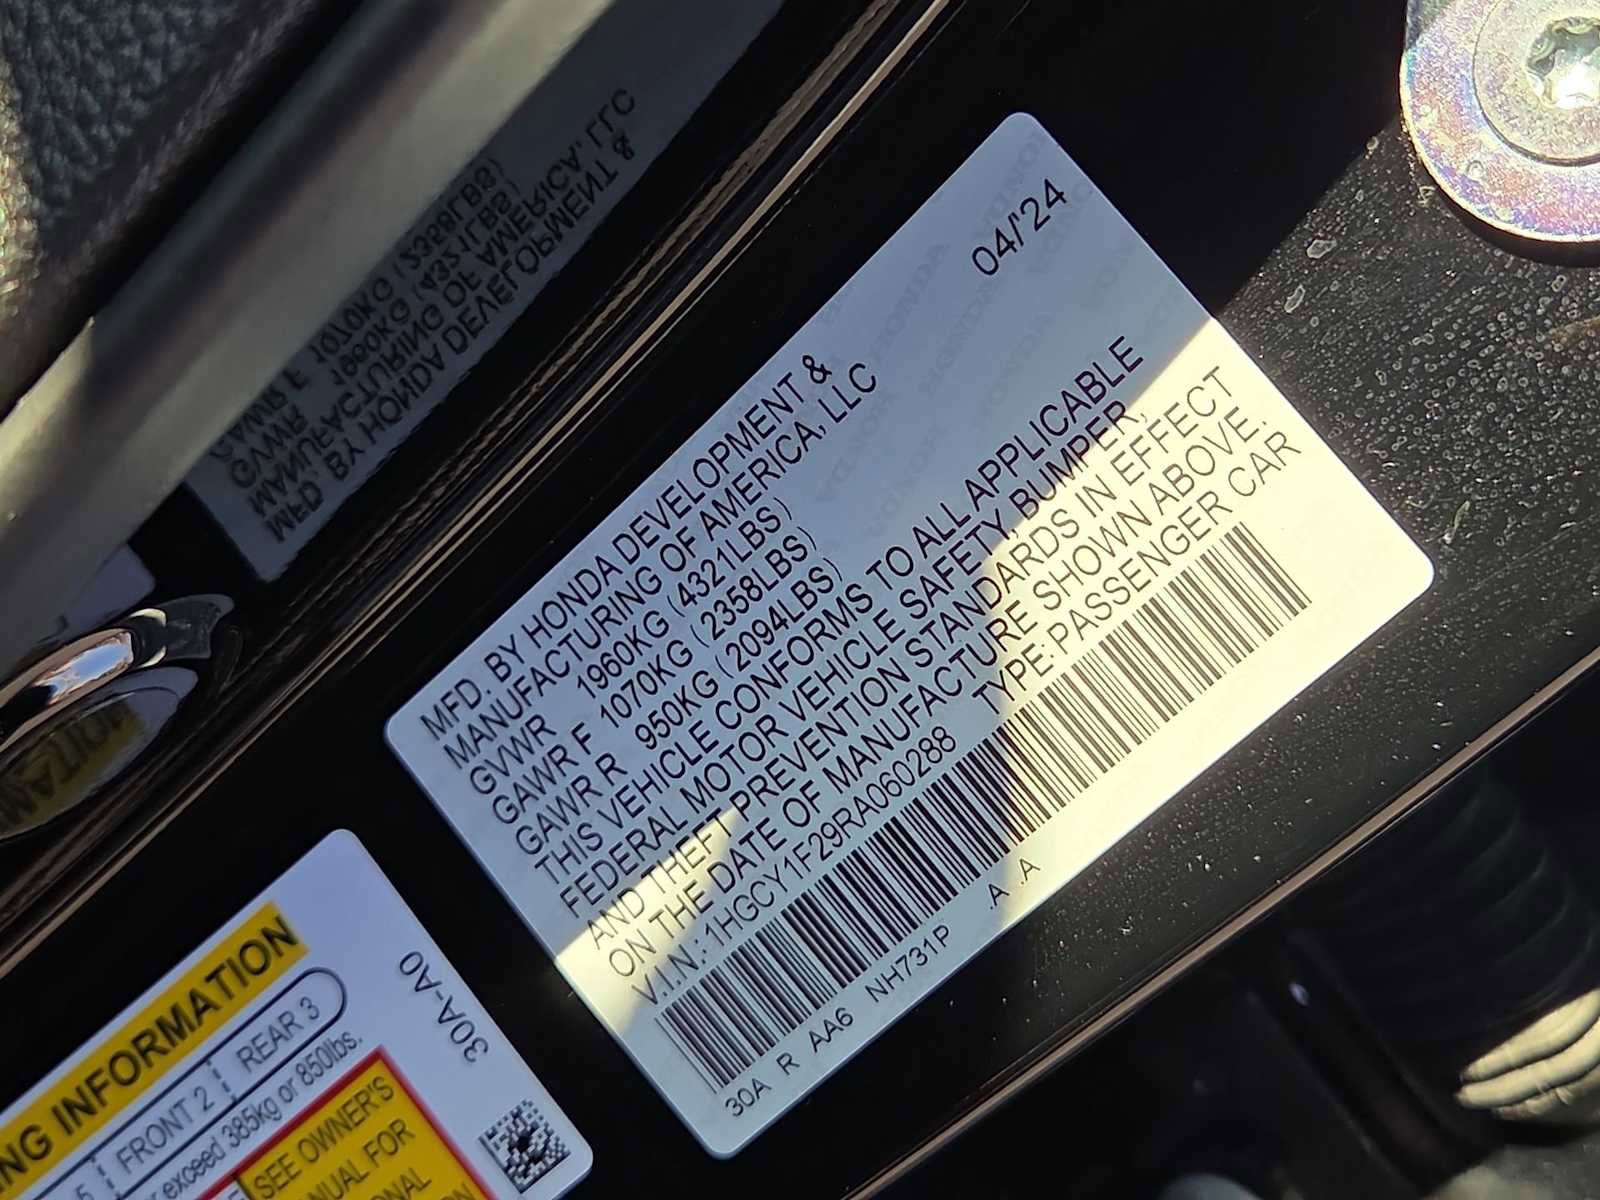 04/'24
MFD. BY HONDA DEVELOPMENT &
MANUFACTURING OF AMERICA, LLC
GVWR 1960KG (4321LBS)
GAWR F 1070KG (2358LBS)
GAWR R 950KG (2094LBS)
THIS VEHICLE CONFORMS TO ALL APPLICABLE
FEDERAL MOTOR VEHICLE SAFETY, BUMPER,
AND THEFT PREVENTION STANDARDS IN EFFECT
ON THE DATE OF MANUFACTURE SHOWN ABOVE.
V.I.N.: 1HGCY1F29RA060288 TYPE:PASSENGER CAR
30A R AA6 NH731P .A .A
ING INFORMATION
5 FRONT 2 REAR 3
exceed 385kg or 850lbs.
SEE OWNER'S
FOR
30A-A0